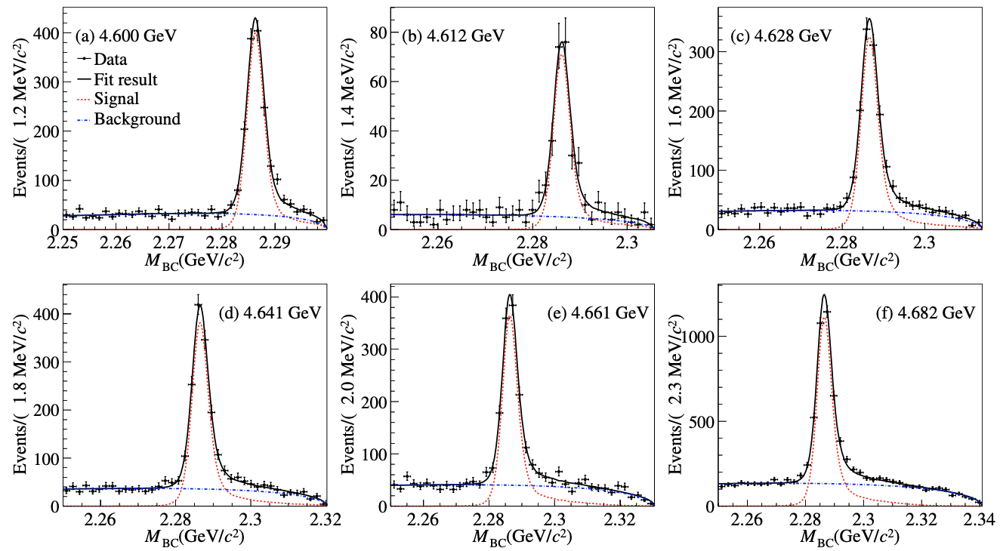 (a) 4.600 GeV
Data
Fit result
Signal
Background
Events/( 1.2 MeV/c²)
400
300
200
100
0
2.25 2.26 2.27 2.28 2.29
M_BC(GeV/c²)
(b) 4.612 GeV
Events/( 1.4 MeV/c²)
80
60
40
20
0
2.26 2.28 2.3
M_BC(GeV/c²)
(c) 4.628 GeV
Events/( 1.6 MeV/c²)
300
200
100
0
2.26 2.28 2.3
M_BC(GeV/c²)
(d) 4.641 GeV
Events/( 1.8 MeV/c²)
400
300
200
100
0
2.26 2.28 2.3 2.32
M_BC(GeV/c²)
(e) 4.661 GeV
Events/( 2.0 MeV/c²)
400
300
200
100
0
2.26 2.28 2.3 2.32
M_BC(GeV/c²)
(f) 4.682 GeV
Events/( 2.3 MeV/c²)
1000
500
0
2.26 2.28 2.3 2.32 2.34
M_BC(GeV/c²)